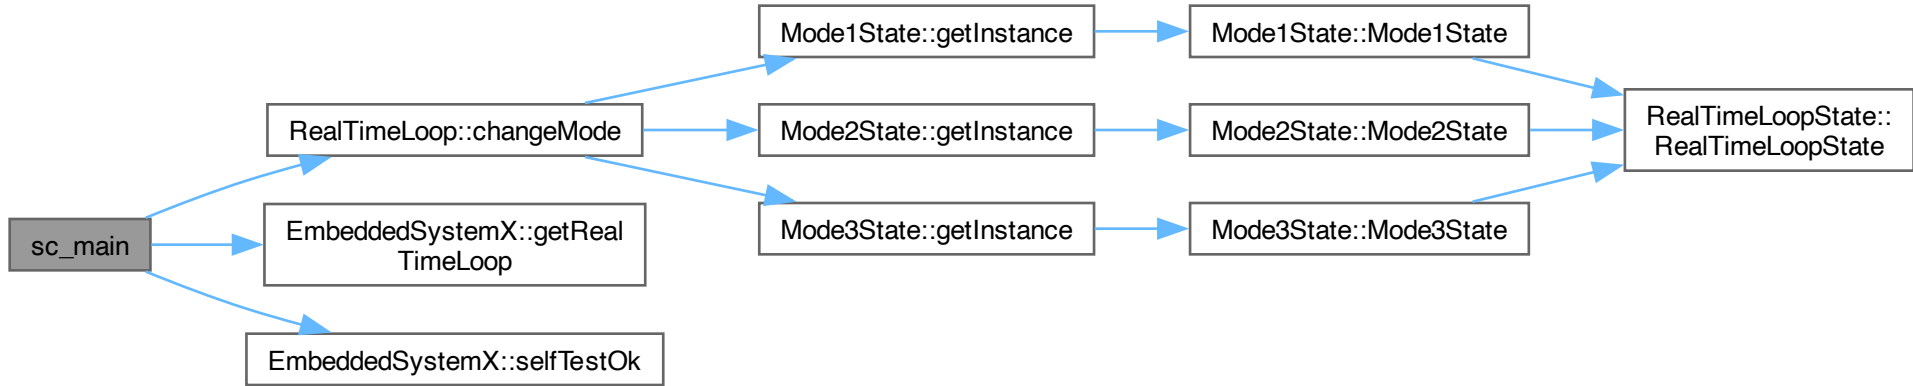 sc_main
RealTimeLoop::changeMode
EmbeddedSystemX::getReal
TimeLoop
EmbeddedSystemX::selfTestOk
Mode1State::getInstance
Mode2State::getInstance
Mode3State::getInstance
Mode1State::Mode1State
Mode2State::Mode2State
Mode3State::Mode3State
RealTimeLoopState::
RealTimeLoopState